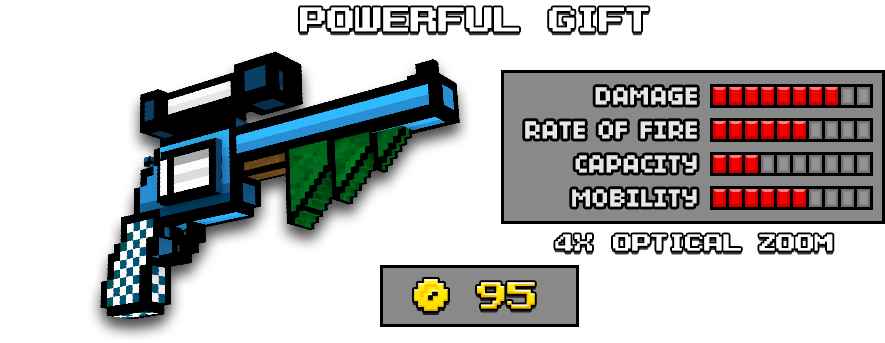 POWERFUL GIFT
DAMAGE
RATE OF FIRE
CAPACITY
MOBILITY
4X OPTICAL ZOOM
95